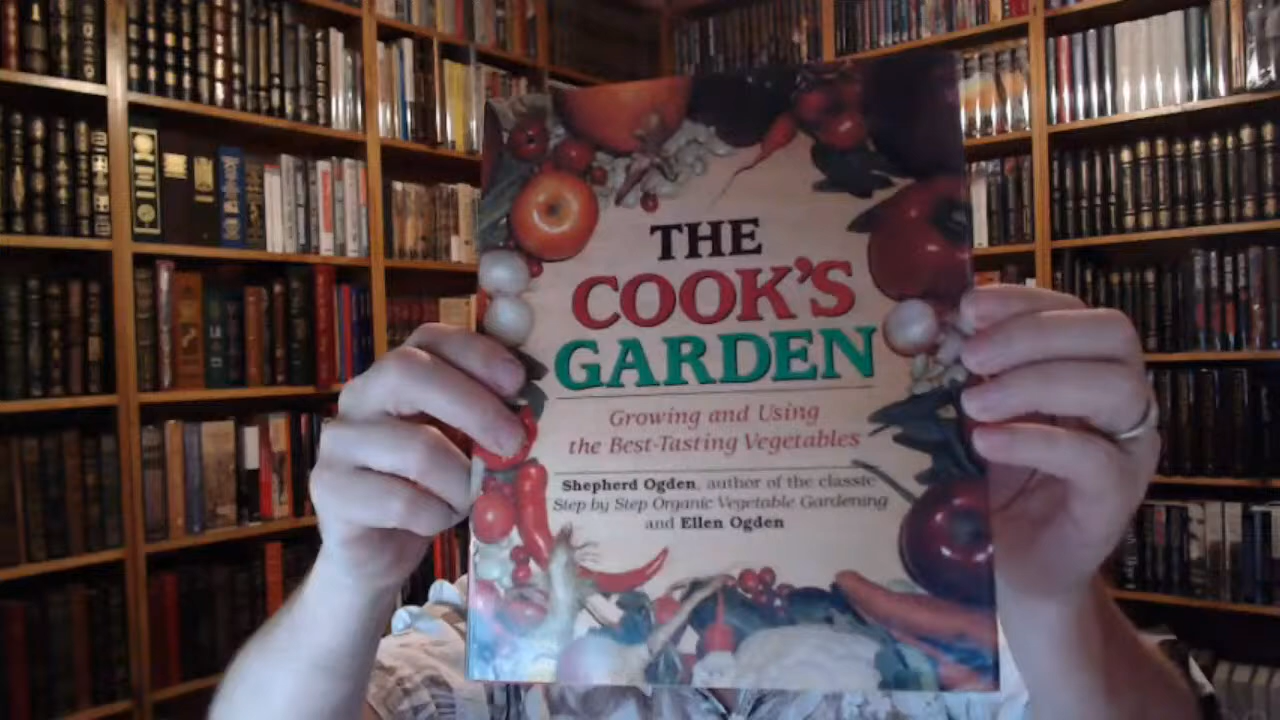 THE
COOK'S
GARDEN
Growing and Using
the Best-Tasting Vegetables
Shepherd Ogden, author of the classic
Step by Step Organic Vegetable Gardening
and Ellen Ogden